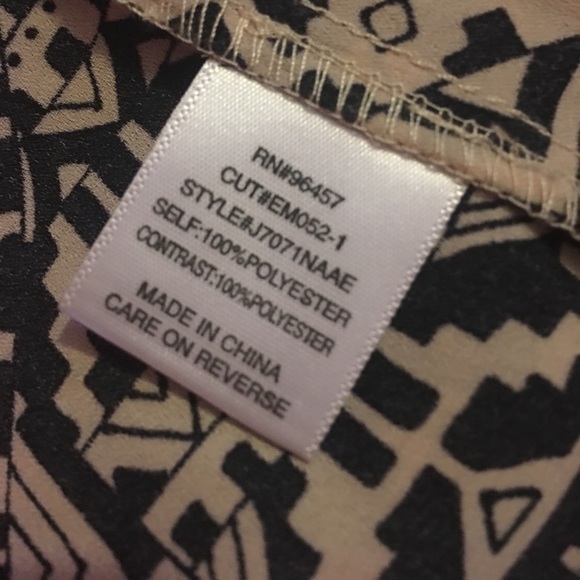 RN#96457
CUT#EM052-1
STYLE#J7071NAAE
SELF:100%POLYESTER
CONTRAST:100%POLYESTER
MADE IN CHINA
CARE ON REVERSE